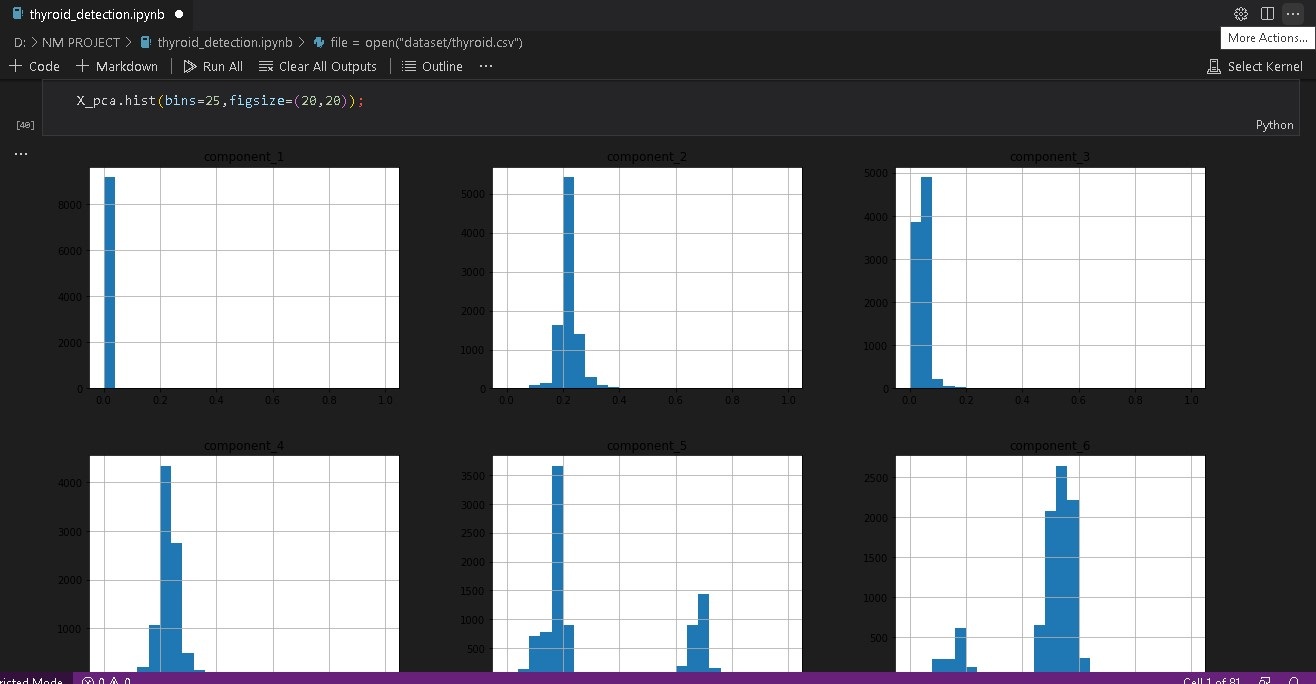 thyroid_detection.ipynb
More Actions...
D: > NM PROJECT > thyroid_detection.ipynb > file = open("dataset/thyroid.csv")
+ Code + Markdown Run All Clear All Outputs Outline ... Select Kernel
X_pca.hist(bins=25,figsize=(20,20));
[40] Python
...
component_1 component_2 component_3
8000 6000 4000 2000 0
0.0 0.2 0.4 0.6 0.8 1.0
5000 4000 3000 2000 1000 0
0.0 0.2 0.4 0.6 0.8 1.0
5000 4000 3000 2000 1000 0
0.0 0.2 0.4 0.6 0.8 1.0
component_4 component_5 component_6
4000 3000 2000 1000
3500 3000 2500 2000 1500 1000 500
2500 2000 1500 1000 500
ricted Mode 0 0 Cell 1 of 81